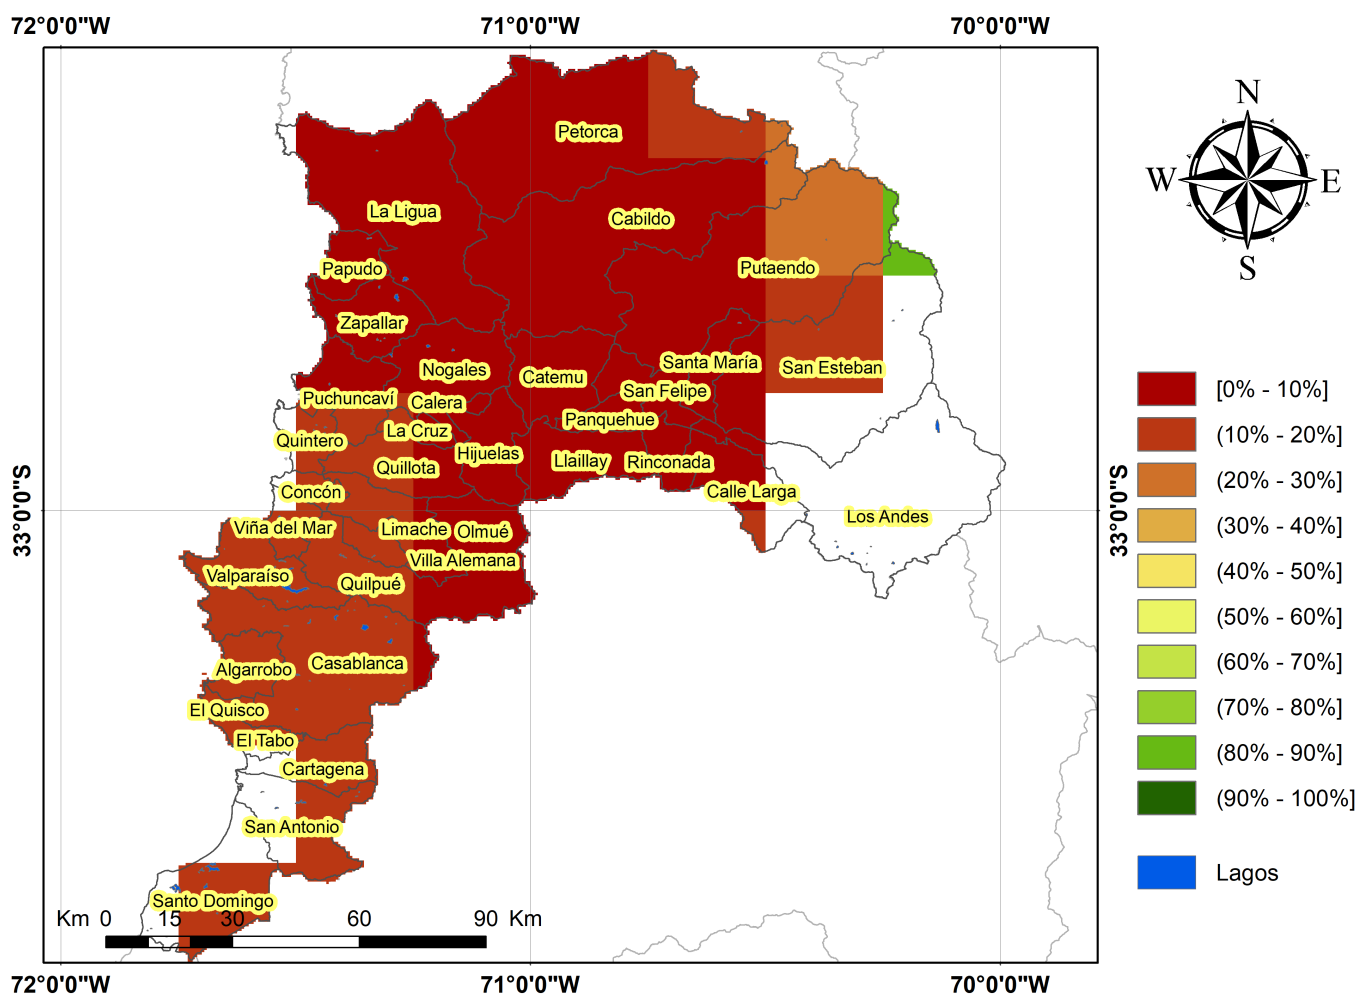 72°0'0"W 71°0'0"W 70°0'0"W
N
W E
S
Petorca
La Ligua
Cabildo
Papudo
Putaendo
Zapallar
Santa María
Nogales
San Esteban
Catemu
San Felipe
Puchuncaví
Calera
Panquehue
La Cruz
Quintero
Hijuelas
Llaillay
Rinconada
Quillota
Concón
Calle Larga
Los Andes
Viña del Mar
Limache
Olmué
Villa Alemana
Valparaíso
Quilpué
Casablanca
Algarrobo
El Quisco
El Tabo
Cartagena
San Antonio
Santo Domingo
33°0'0"S
33°0'0"S
[0% - 10%]
(10% - 20%]
(20% - 30%]
(30% - 40%]
(40% - 50%]
(50% - 60%]
(60% - 70%]
(70% - 80%]
(80% - 90%]
(90% - 100%]
Lagos
Km 0 15 30 60 90 Km
72°0'0"W 71°0'0"W 70°0'0"W